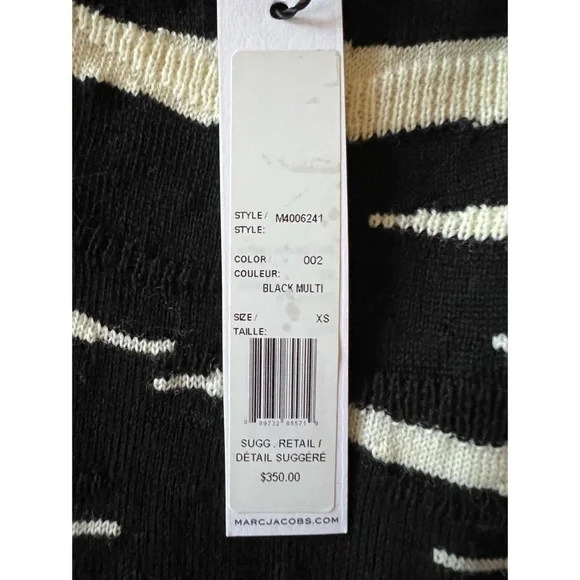 STYLE / M4006241
STYLE:
COLOR / 002
COULEUR:
BLACK MULTI
SIZE / XS
TAILLE:
SUGG. RETAIL /
DÉTAIL SUGGÉRÉ
$350.00
MARCJACOBS.COM